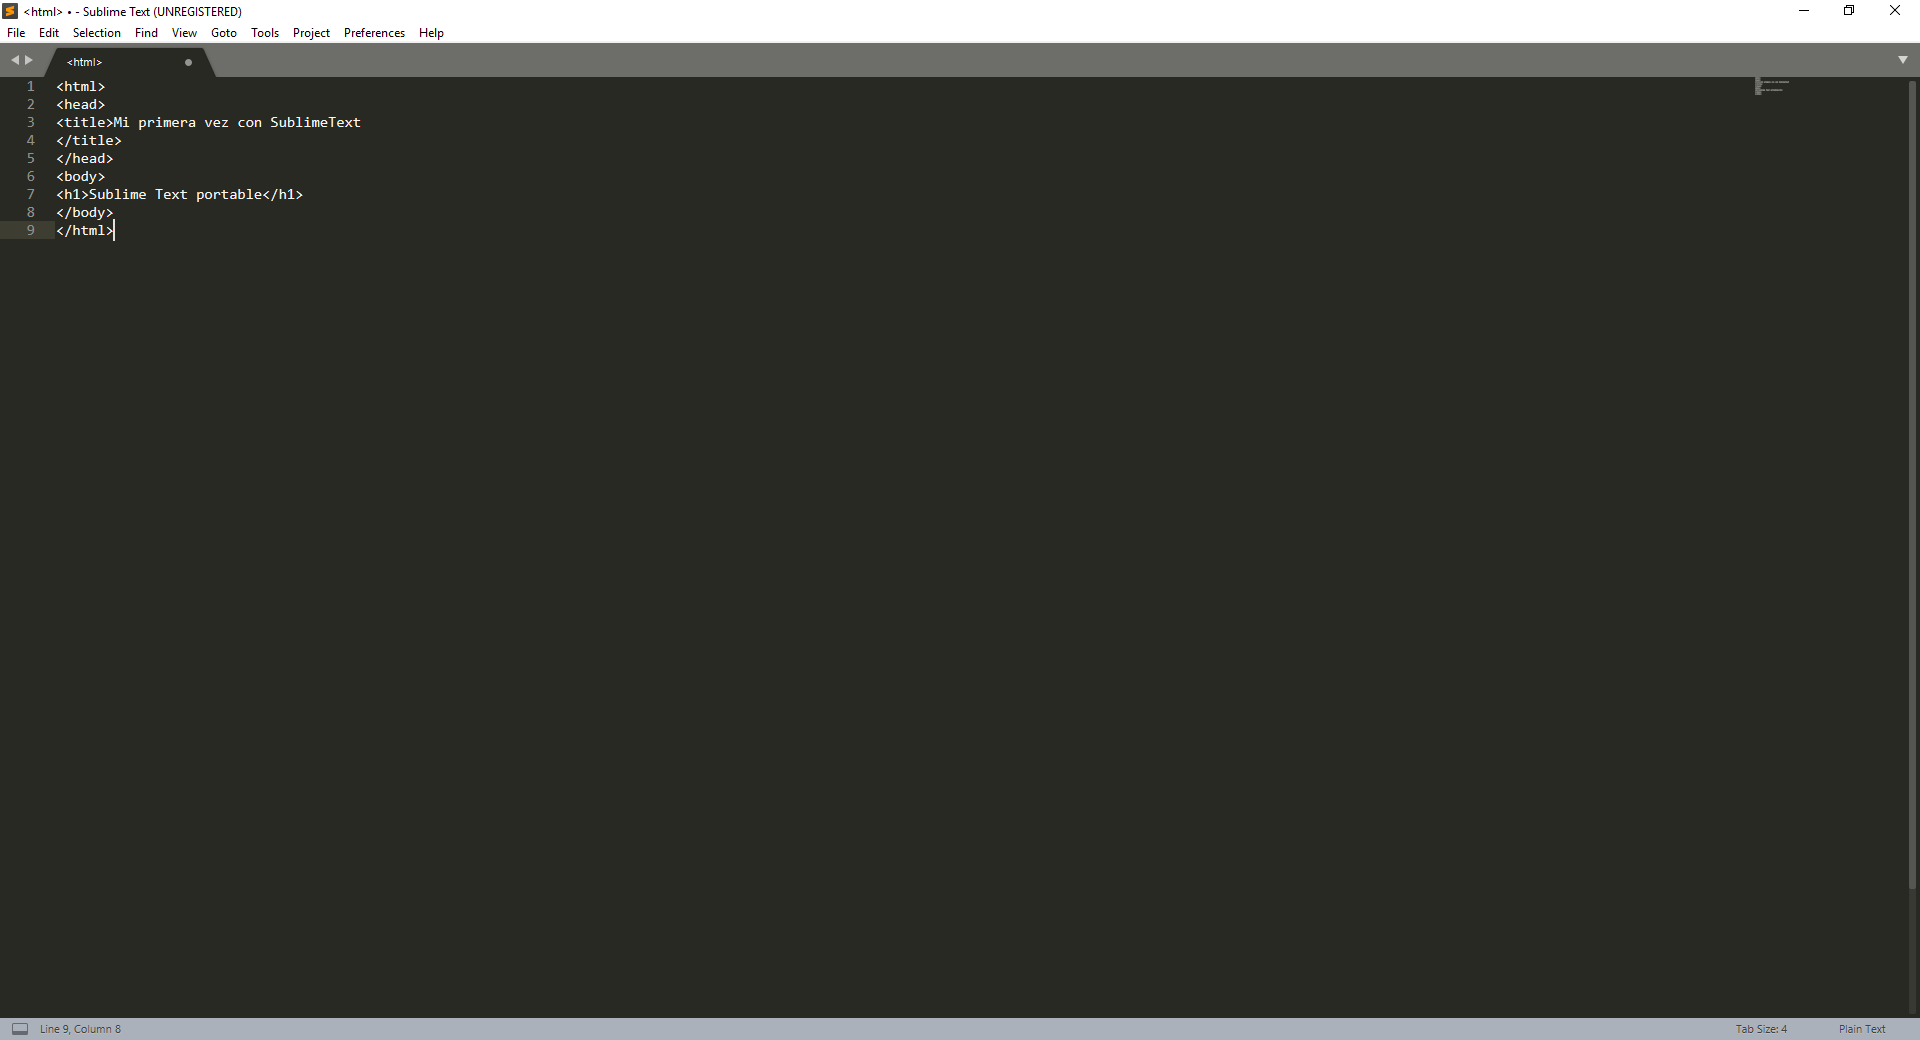 <html> • - Sublime Text (UNREGISTERED)
File Edit Selection Find View Goto Tools Project Preferences Help
<html>
1 <html>
2 <head>
3 <title>Mi primera vez con SublimeText
4 </title>
5 </head>
6 <body>
7 <h1>Sublime Text portable</h1>
8 </body>
9 </html>
Line 9, Column 8 Tab Size: 4 Plain Text